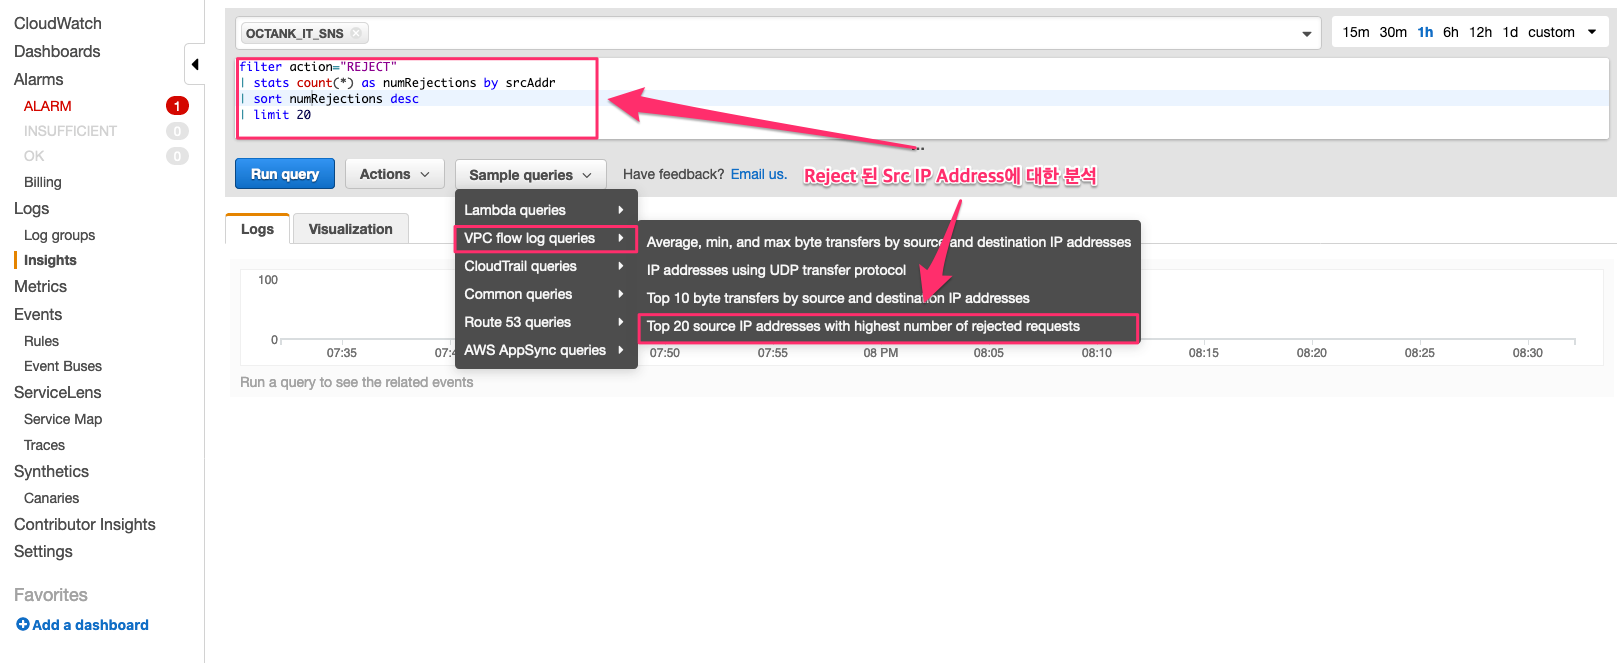 CloudWatch
Dashboards
Alarms
ALARM 1
INSUFFICIENT 0
OK 0
Billing
Logs
Log groups
Insights
Metrics
Events
Rules
Event Buses
ServiceLens
Service Map
Traces
Synthetics
Canaries
Contributor Insights
Settings
Favorites
Add a dashboard
OCTANK_IT_SNS
15m 30m 1h 6h 12h 1d custom
filter action="REJECT"
| stats count(*) as numRejections by srcAddr
| sort numRejections desc
| limit 20
Run query Actions Sample queries Have feedback? Email us.
Reject 된 Src IP Address에 대한 분석
Lambda queries
VPC flow log queries
CloudTrail queries
Common queries
Route 53 queries
AWS AppSync queries
Average, min, and max byte transfers by source and destination IP addresses
IP addresses using UDP transfer protocol
Top 10 byte transfers by source and destination IP addresses
Top 20 source IP addresses with highest number of rejected requests
Logs Visualization
100
0
07:35 07:4 07:50 07:55 08 PM 08:05 08:10 08:15 08:20 08:25 08:30
Run a query to see the related events